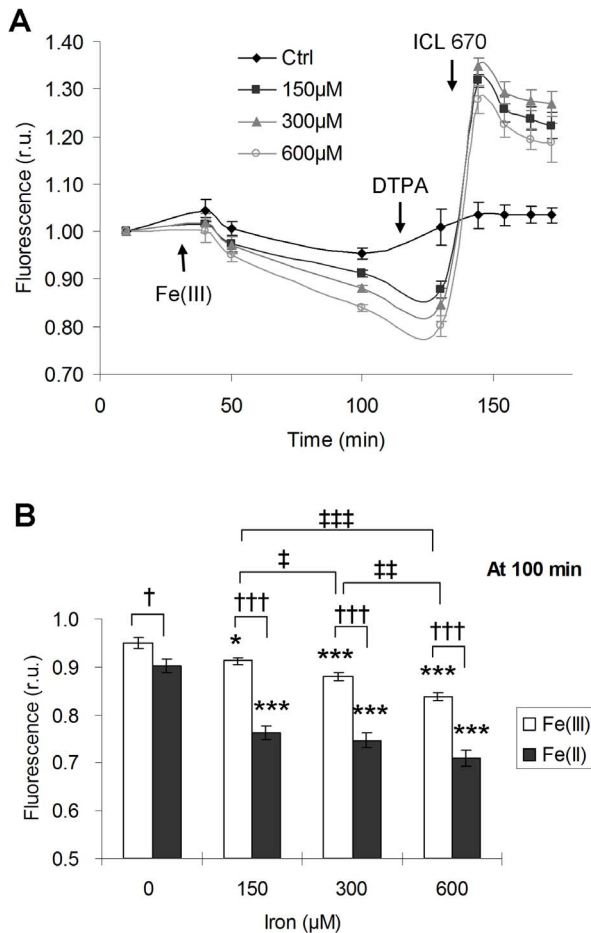 A
ICL 670
1.40
Ctrl
150µM
1.30
300µM
600µM
1.20
DTPA
1.10
1.00
0.90
Fe(III)
0.80
0.70
Fluorescence (r.u.)
0 50 100 150
Time (min)
B
‡‡‡
‡ ‡‡ At 100 min
† ††† ††† †††
1.0
* *** ***
0.9
*** *** ***
0.8
0.7
0.6
0.5
Fluorescence (r.u.)
Fe(III)
Fe(II)
0 150 300 600
Iron (µM)